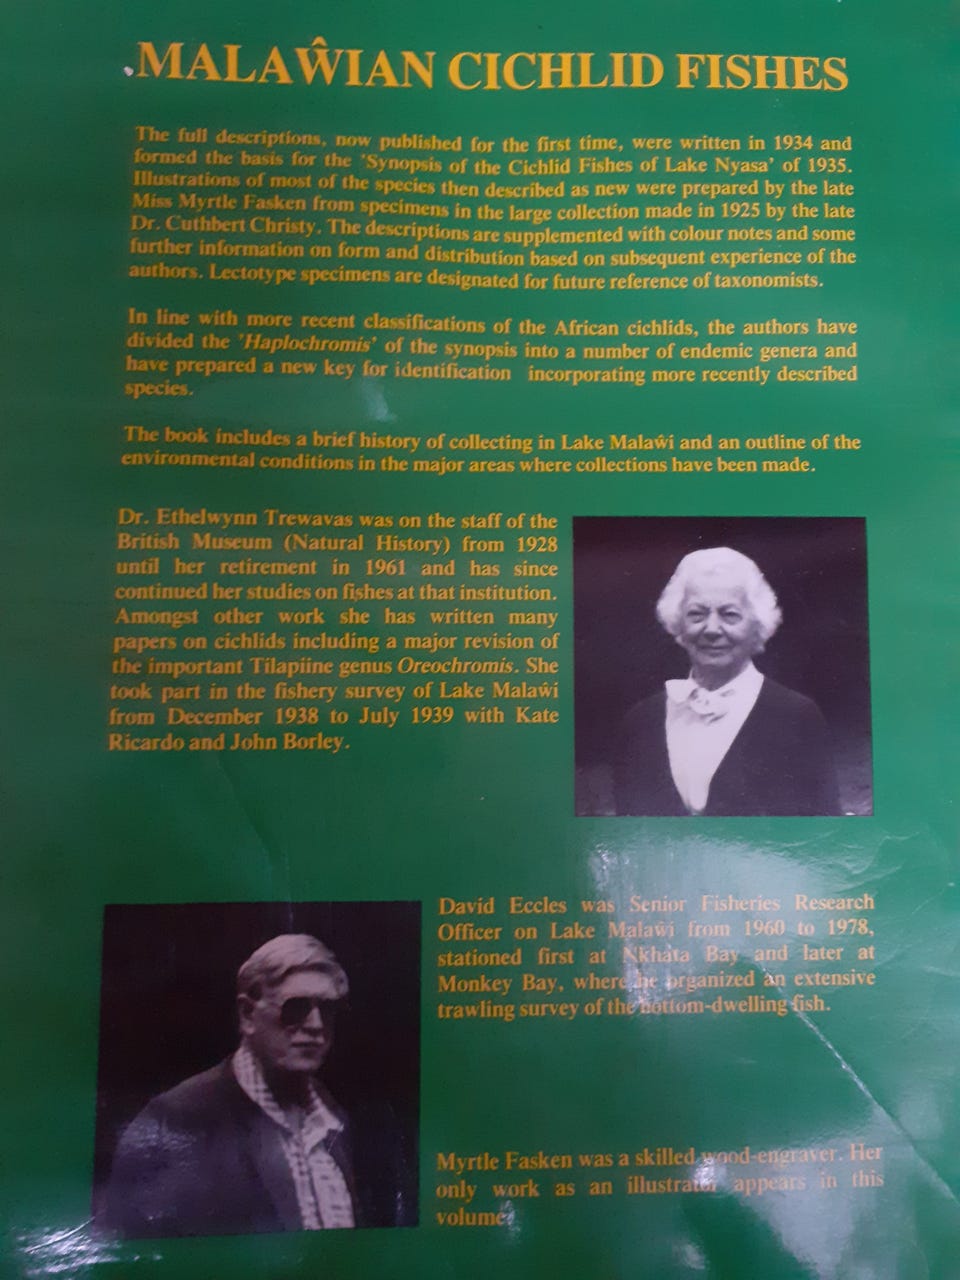 MALAŴIAN CICHLID FISHES
The full descriptions, now published for the first time, were written in 1934 and
formed the basis for the 'Synopsis of the Cichlid Fishes of Lake Nyasa' of 1935.
Illustrations of most of the species then described as new were prepared by the late
Miss Myrtle Fasken from specimens in the large collection made in 1925 by the late
Dr. Cuthbert Christy. The descriptions are supplemented with colour notes and some
further information on form and distribution based on subsequent experience of the
authors. Lectotype specimens are designated for future reference of taxonomists.
In line with more recent classifications of the African cichlids, the authors have
divided the 'Haplochromis' of the synopsis into a number of endemic genera and
have prepared a new key for identification incorporating more recently described
species.
The book includes a brief history of collecting in Lake Malaŵi and an outline of the
environmental conditions in the major areas where collections have been made.
Dr. Ethelwynn Trewavas was on the staff of the
British Museum (Natural History) from 1928
until her retirement in 1961 and has since
continued her studies on fishes at that institution.
Amongst other work she has written many
papers on cichlids including a major revision of
the important Tilapiine genus Oreochromis. She
took part in the fishery survey of Lake Malaŵi
from December 1938 to July 1939 with Kate
Ricardo and John Borley.
David Eccles was Senior Fisheries Research
Officer on Lake Malaŵi from 1960 to 1978,
stationed first at Nkhata Bay and later at
Monkey Bay, where he organized an extensive
trawling survey of the bottom-dwelling fish.
Myrtle Fasken was a skilled wood-engraver. Her
only work as an illustrator appears in this
volume.